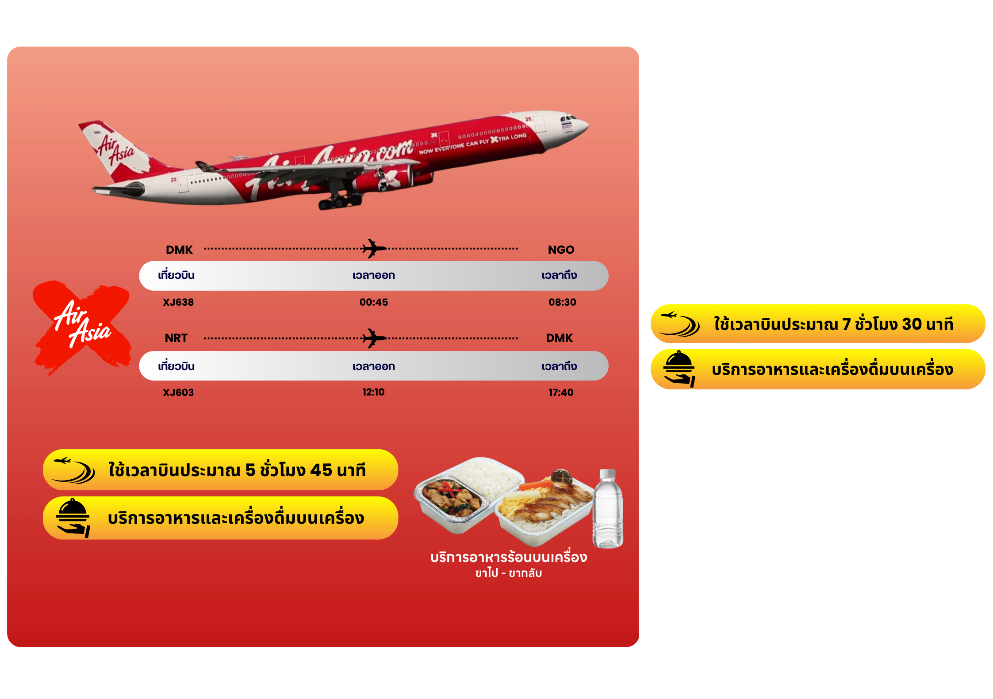 Air
Asia
AirAsia.com
NOW EVERYONE CAN FLY XTRA LONG
DMK
NGO
เที่ยวบิน
เวลาออก
เวลาถึง
XJ638
00:45
08:30
Air
Asia
NRT
DMK
เที่ยวบิน
เวลาออก
เวลาถึง
XJ603
12:10
17:40
ใช้เวลาบินประมาณ 5 ชั่วโมง 45 นาที
บริการอาหารและเครื่องดื่มบนเครื่อง
บริการอาหารร้อนบนเครื่อง
ขาไป - ขากลับ
ใช้เวลาบินประมาณ 7 ชั่วโมง 30 นาที
บริการอาหารและเครื่องดื่มบนเครื่อง